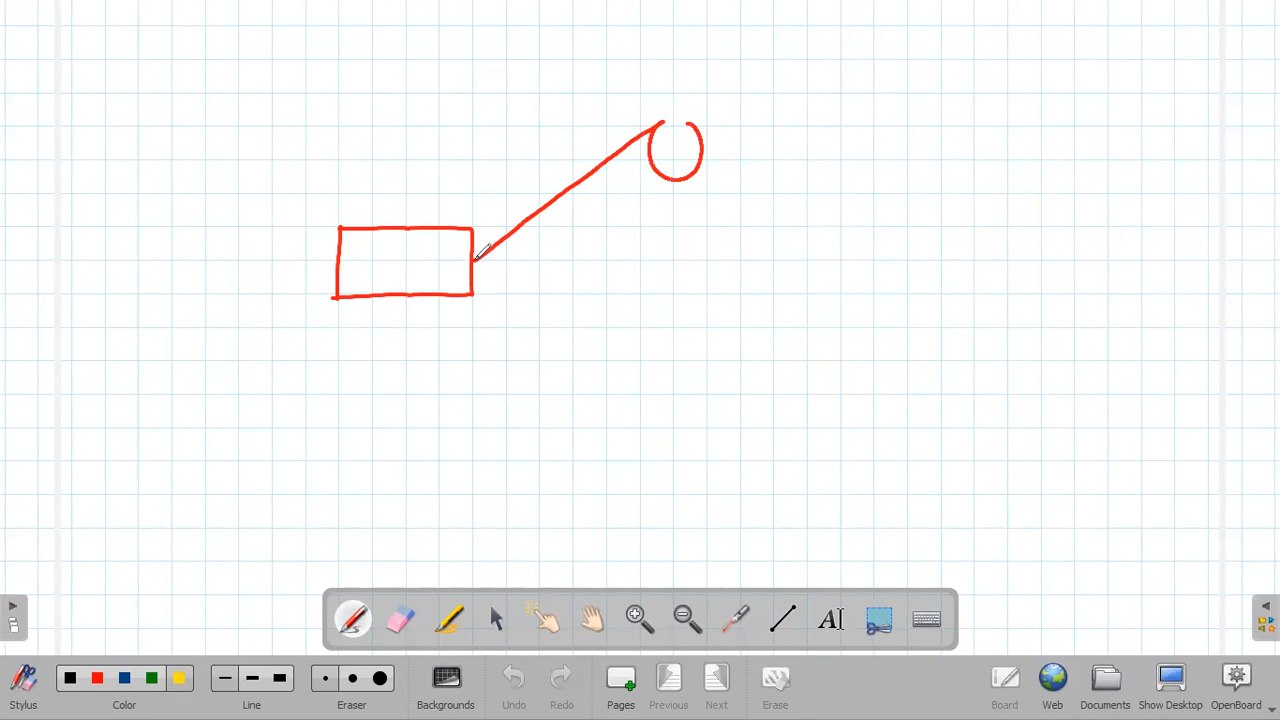 A
Stylus
Color
Line
Eraser
Backgrounds
Undo
Redo
Pages
Previous
Next
Erase
Board
Web
Documents
Show Desktop
OpenBoard